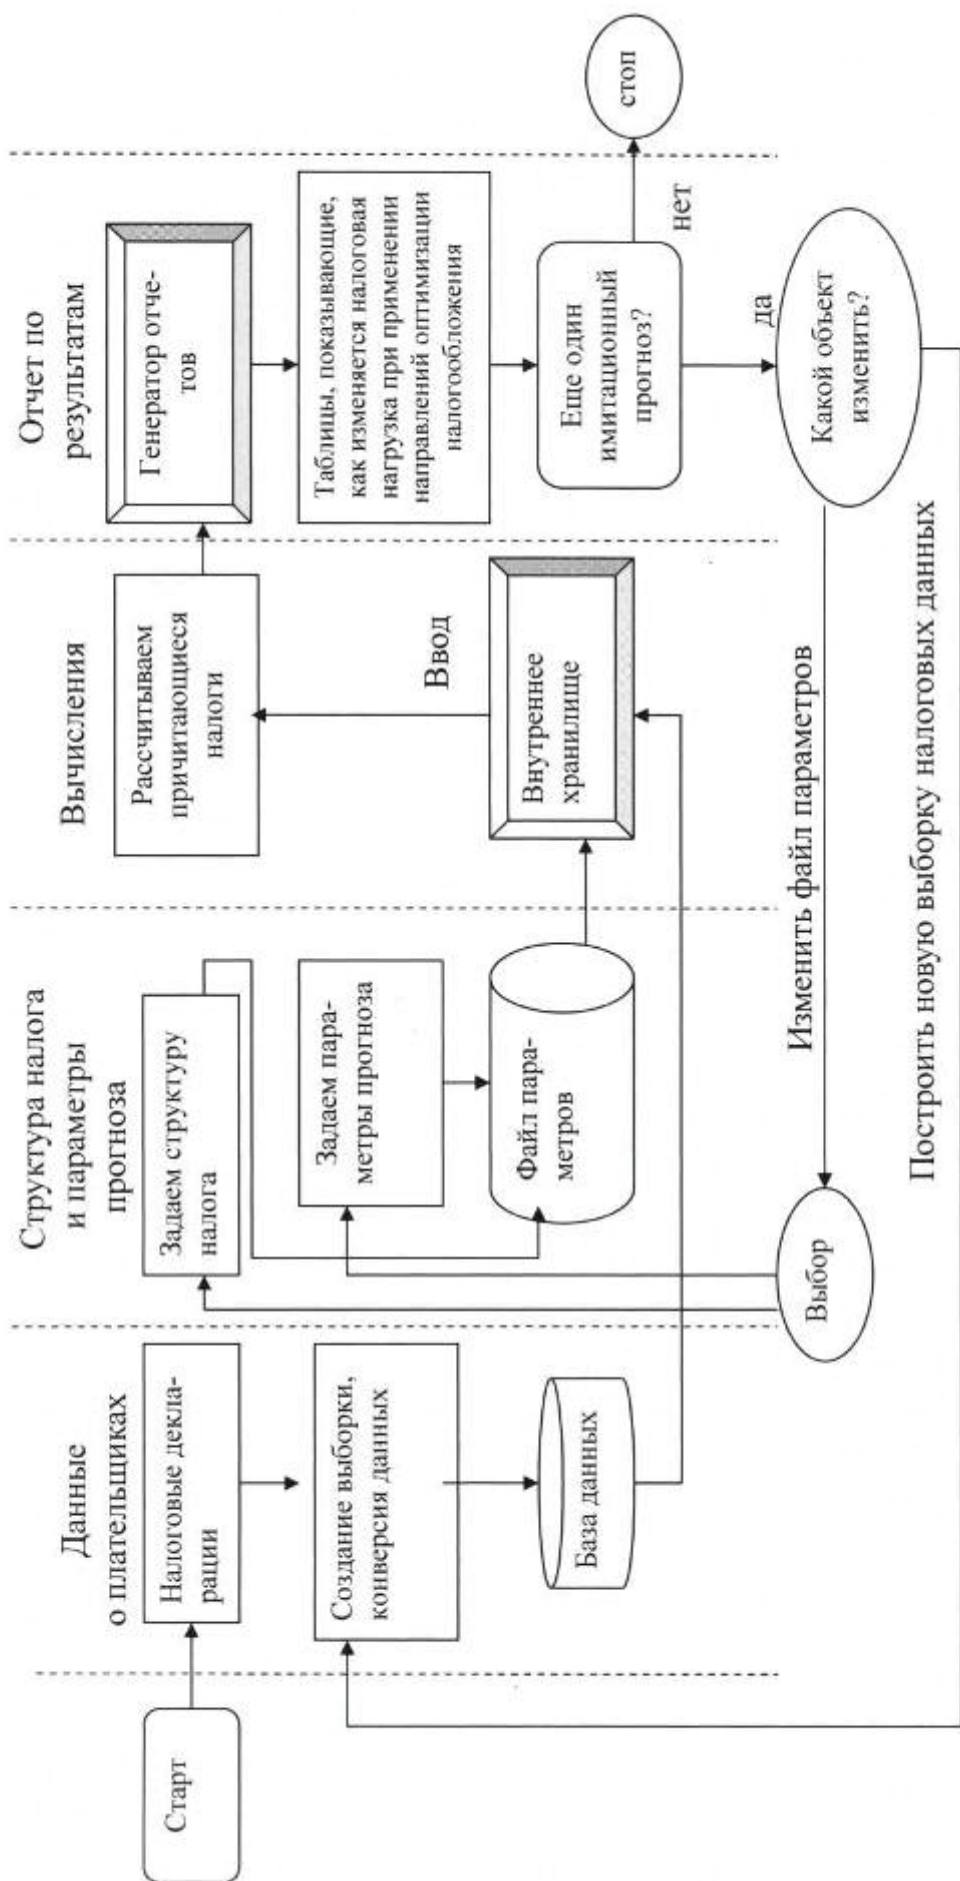 Старт
Данные
о плательщиках
Налоговые декла-
рации
Создание выборки,
конверсия данных
База данных
Структура налога
и параметры
прогноза
Задаем структуру
налога
Задаем пара-
метры прогноза
Файл пара-
метров
Выбор
Вычисления
Рассчитываем
причитающиеся
налоги
Ввод
Внутреннее
хранилище
Отчет по
результатам
Генератор отче-
тов
Таблицы, показывающие,
как изменяется налоговая
нагрузка при применении
направлений оптимизации
налогообложения
Еще один
имитационный
прогноз?
нет
стоп
да
Какой объект
изменить?
Изменить файл параметров
Построить новую выборку налоговых данных